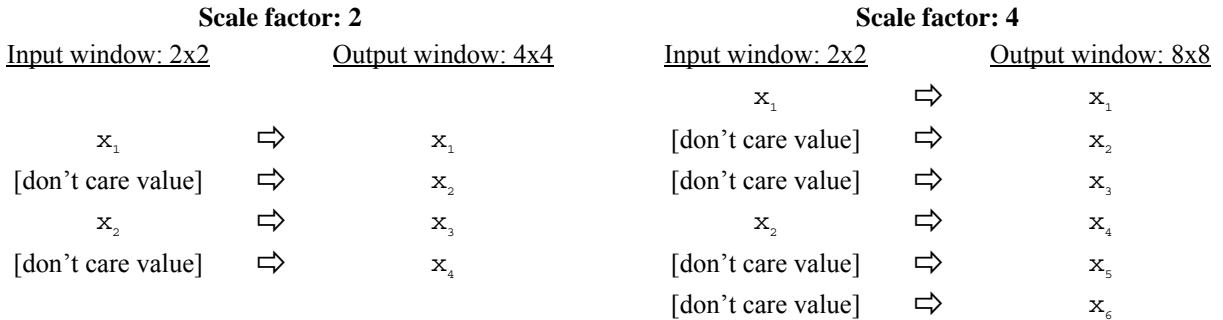 Scale factor: 2
Input window: 2x2 Output window: 4x4
x₁ ⇨ x₁
[don’t care value] ⇨ x₂
x₂ ⇨ x₃
[don’t care value] ⇨ x₄
Scale factor: 4
Input window: 2x2 Output window: 8x8
x₁ ⇨ x₁
[don’t care value] ⇨ x₂
[don’t care value] ⇨ x₃
x₂ ⇨ x₄
[don’t care value] ⇨ x₅
[don’t care value] ⇨ x₆